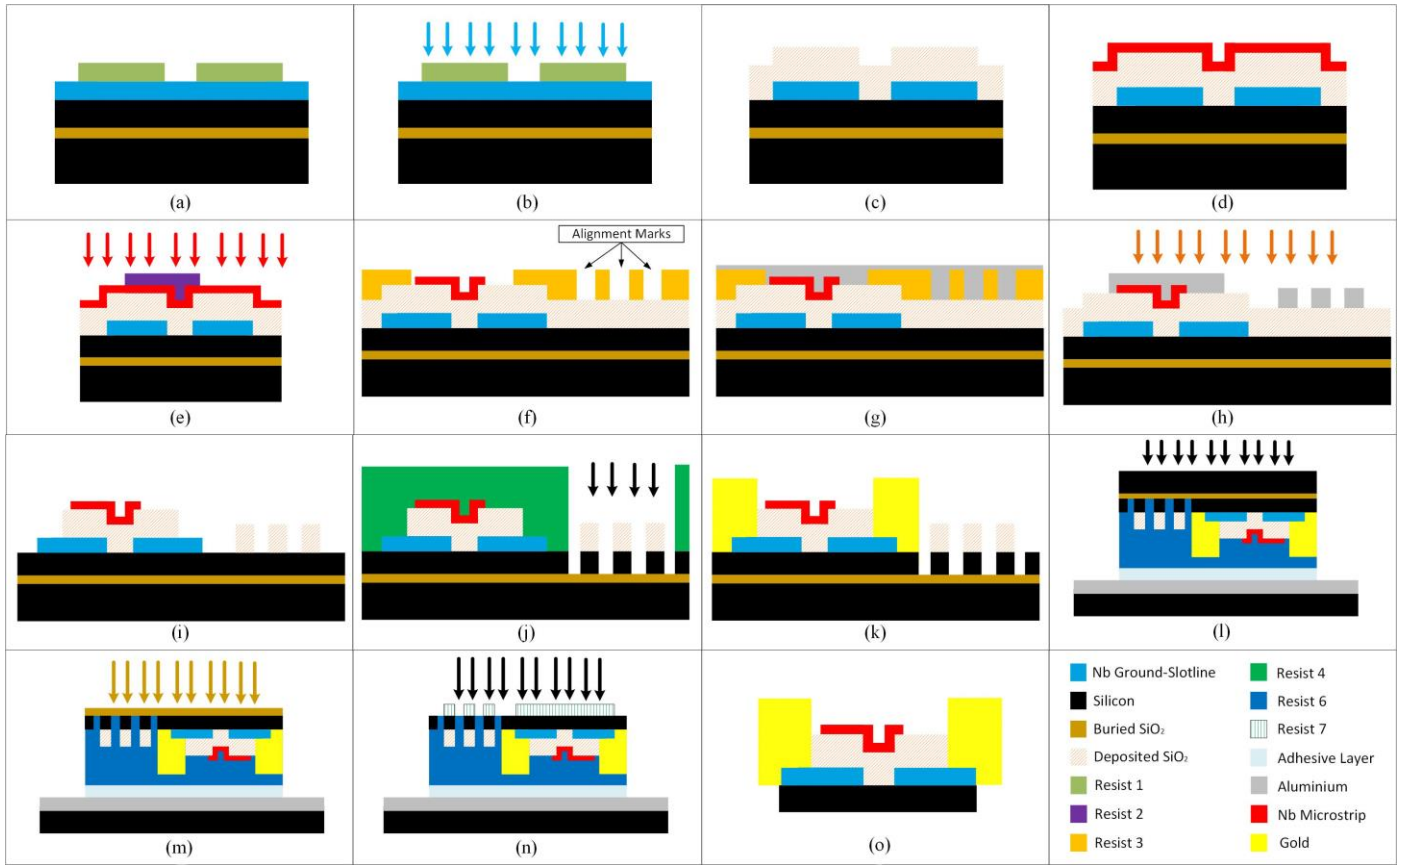 (a)
(b)
(c)
(d)
Alignment Marks
(e)
(f)
(g)
(h)
(i)
(j)
(k)
(l)
(m)
(n)
(o)
Nb Ground-Slotline
Silicon
Buried SiO₂
Deposited SiO₂
Resist 1
Resist 2
Resist 3
Resist 4
Resist 6
Resist 7
Adhesive Layer
Aluminium
Nb Microstrip
Gold